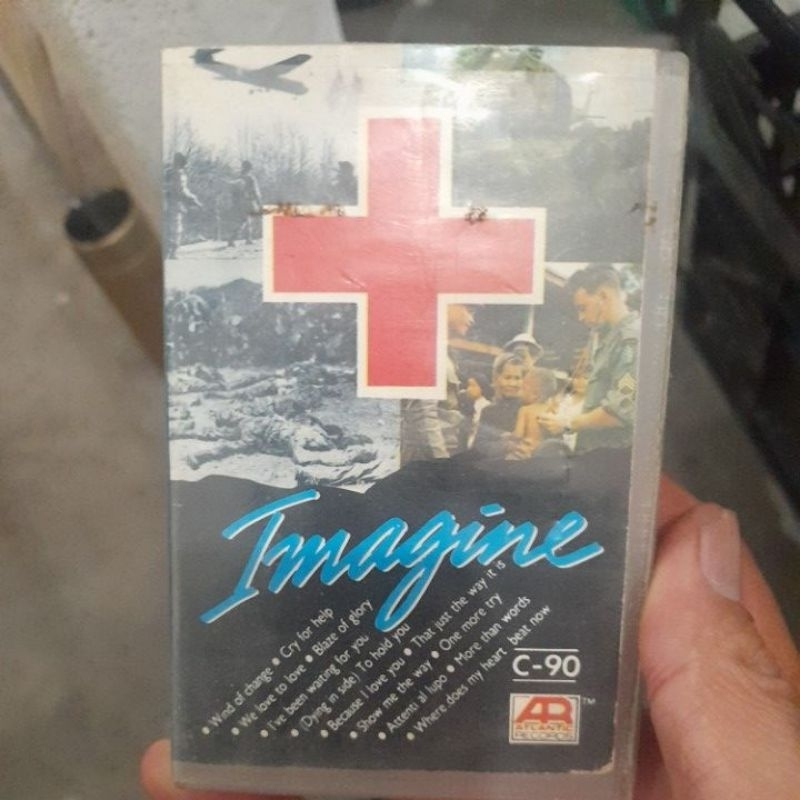 Imagine
• Wind of change • Cry for help
• We love to love • Blaze of glory
• I've been waiting for you
• (Dying in side) To hold you
• Because I love you • That just the way it is
• Show me the way • One more try
• Attenti al lupo • More than words
• Where does my heart beat now
C-90
AR TM
ATLANTIC
RECORDS